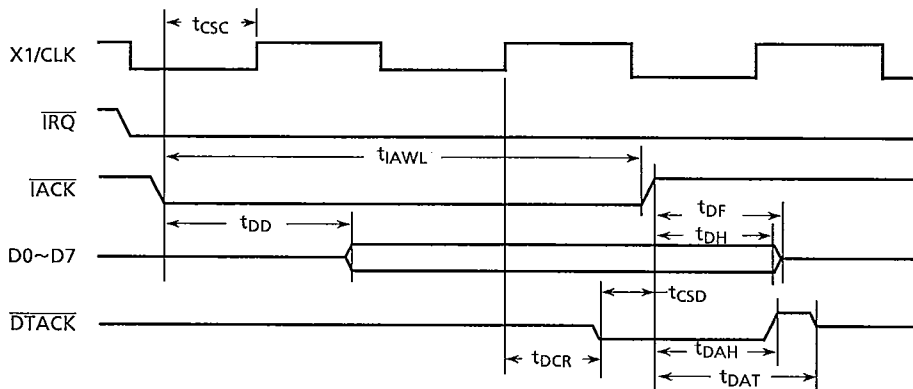 tCSC
X1/CLK
IRQ
tIAWL
IACK
tDD
tDF
tDH
D0~D7
tCSD
DTACK
tDCR
tDAH
tDAT